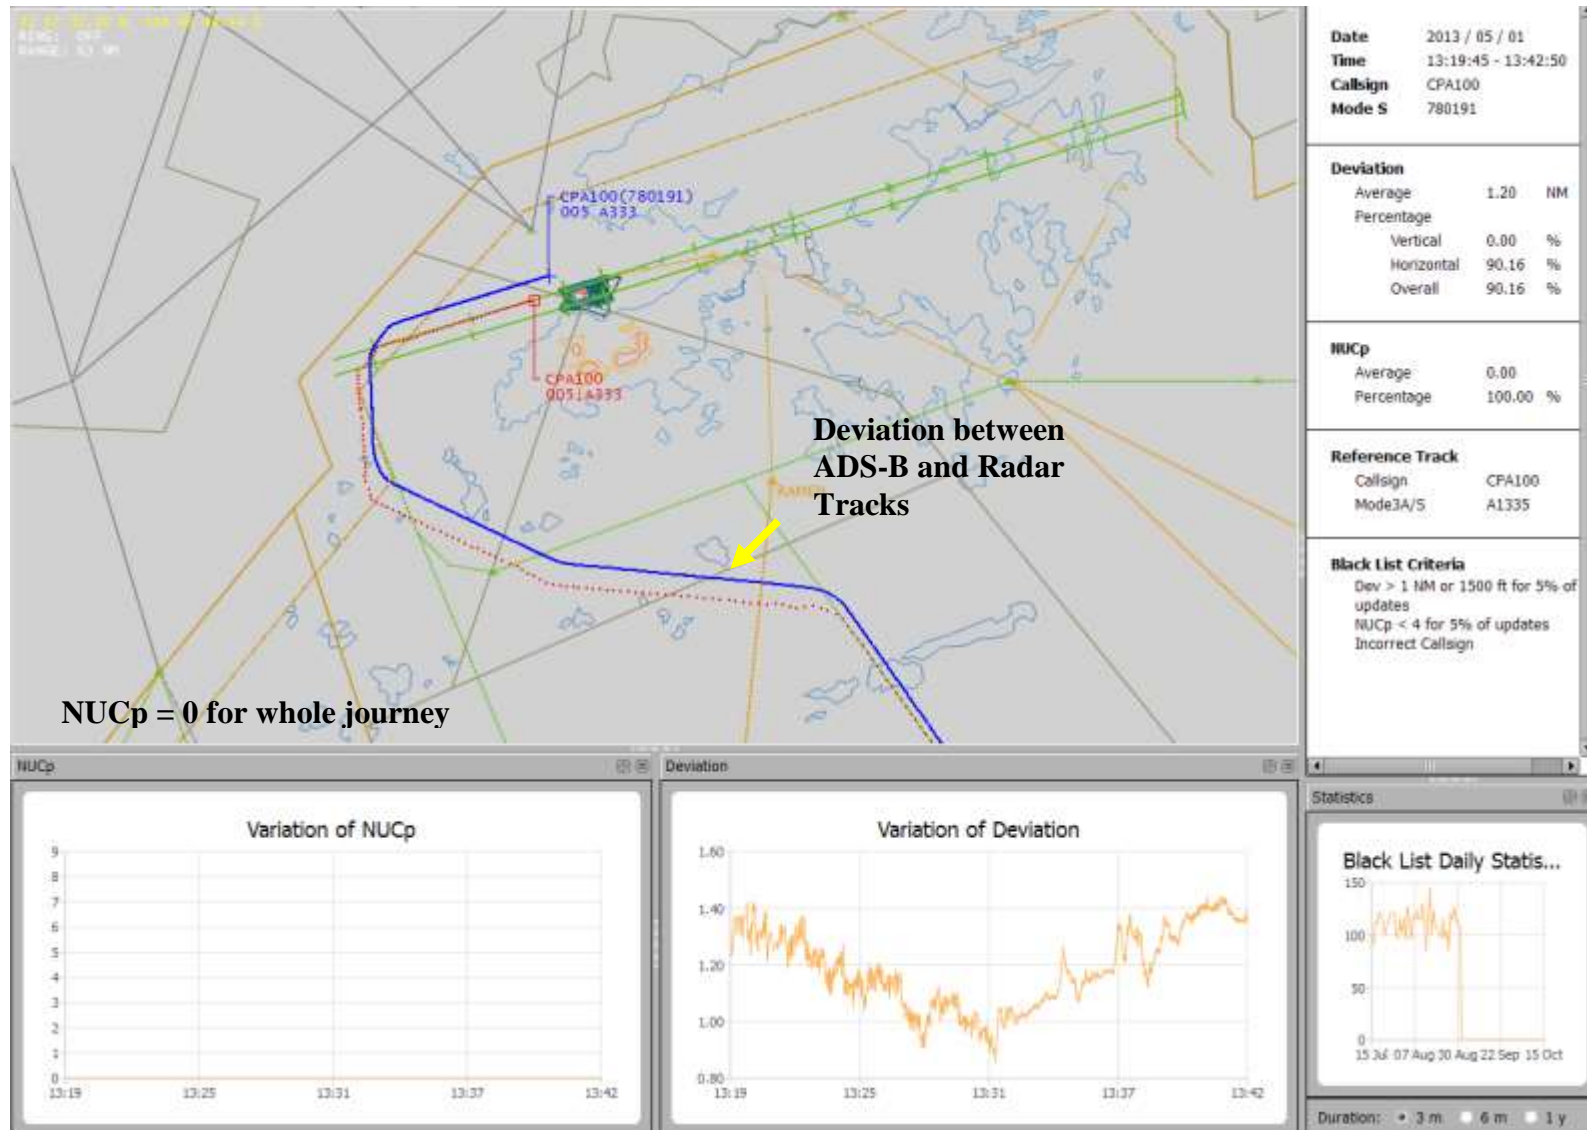 RING: OFF
RANGE: 63 NM
CPA100(780191)
005 A333
CPA100
005 A333
Deviation between
ADS-B and Radar
Tracks
NUCp = 0 for whole journey
Date 2013 / 05 / 01
Time 13:19:45 - 13:42:50
Callsign CPA100
Mode S 780191
Deviation
Average 1.20 NM
Percentage
Vertical 0.00 %
Horizontal 90.16 %
Overall 90.16 %
NUCp
Average 0.00
Percentage 100.00 %
Reference Track
Callsign CPA100
Mode3A/S A1335
Black List Criteria
Dev > 1 NM or 1500 ft for 5% of
updates
NUCp < 4 for 5% of updates
Incorrect Callsign
NUCp
Variation of NUCp
9
8
7
6
5
4
3
2
1
0
13:19 13:25 13:31 13:37 13:42
Deviation
Variation of Deviation
1.60
1.40
1.20
1.00
0.80
13:19 13:25 13:31 13:37 13:42
Statistics
Black List Daily Statis...
150
100
50
0
15 Jul 07 Aug 30 Aug 22 Sep 15 Oct
Duration: 3 m 6 m 1 y